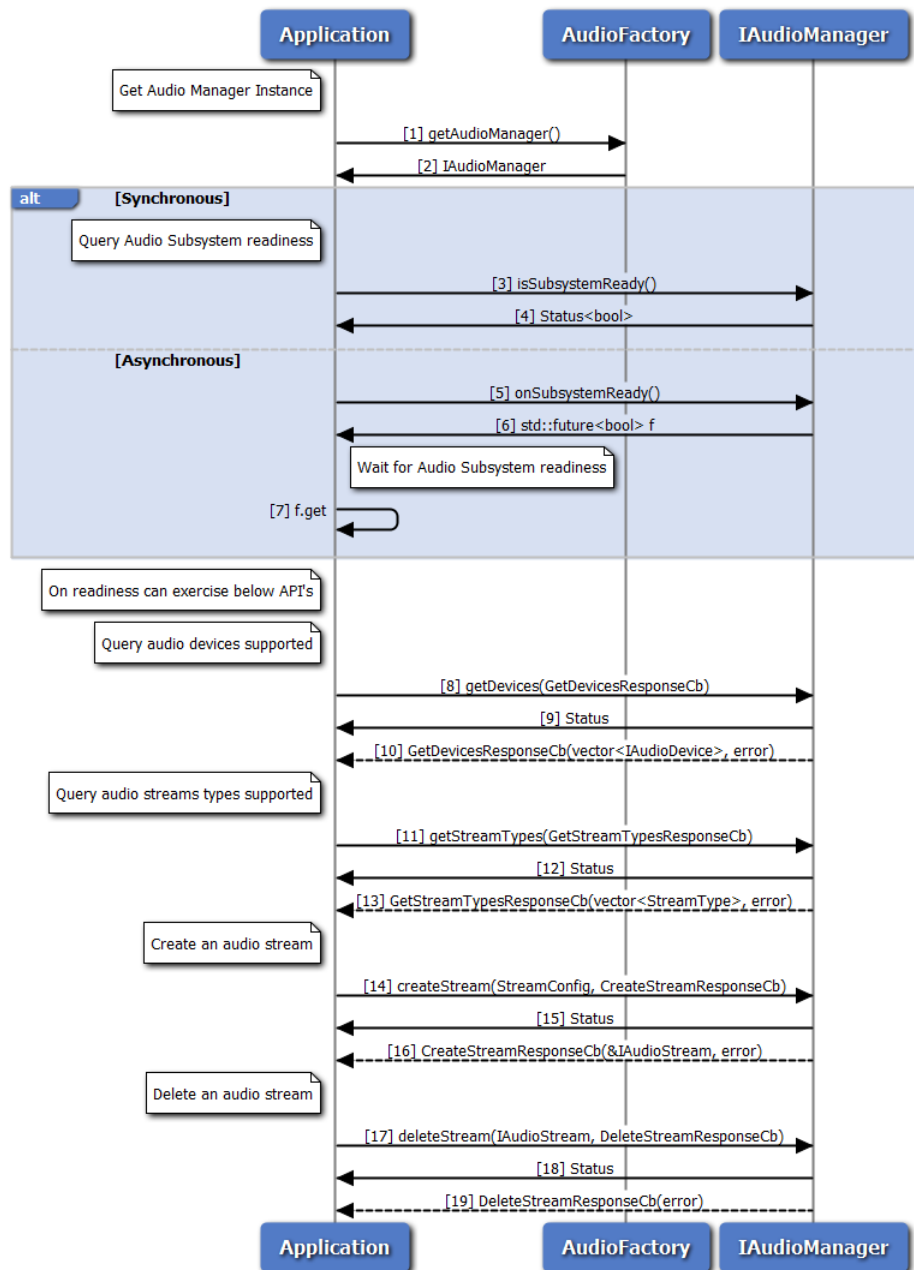 Application
AudioFactory
IAudioManager
Get Audio Manager Instance
[1] getAudioManager()
[2] IAudioManager
alt
[Synchronous]
Query Audio Subsystem readiness
[3] isSubsystemReady()
[4] Status<bool>
[Asynchronous]
[5] onSubsystemReady()
[6] std::future<bool> f
Wait for Audio Subsystem readiness
[7] f.get
On readiness can exercise below API's
Query audio devices supported
[8] getDevices(GetDevicesResponseCb)
[9] Status
[10] GetDevicesResponseCb(vector<IAudioDevice>, error)
Query audio streams types supported
[11] getStreamTypes(GetStreamTypesResponseCb)
[12] Status
[13] GetStreamTypesResponseCb(vector<StreamType>, error)
Create an audio stream
[14] createStream(StreamConfig, CreateStreamResponseCb)
[15] Status
[16] CreateStreamResponseCb(&IAudioStream, error)
Delete an audio stream
[17] deleteStream(IAudioStream, DeleteStreamResponseCb)
[18] Status
[19] DeleteStreamResponseCb(error)
Application
AudioFactory
IAudioManager